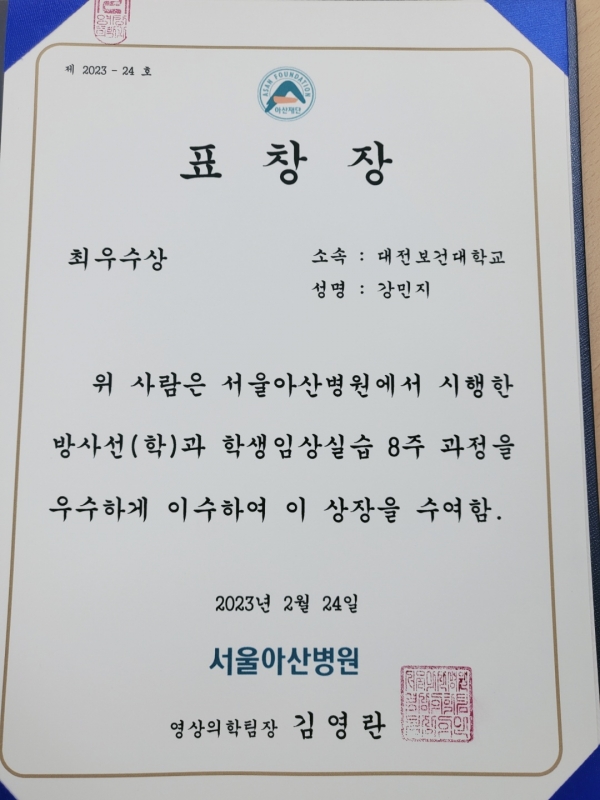 제 2023 - 24 호
ASAN FOUNDATION
아산재단
표 창 장
최우수상
소속 : 대전보건대학교
성명 : 강민지
위 사람은 서울아산병원에서 시행한
방사선(학)과 학생임상실습 8주 과정을
우수하게 이수하여 이 상장을 수여함.
2023년 2월 24일
서울아산병원
영상의학팀장 김영란